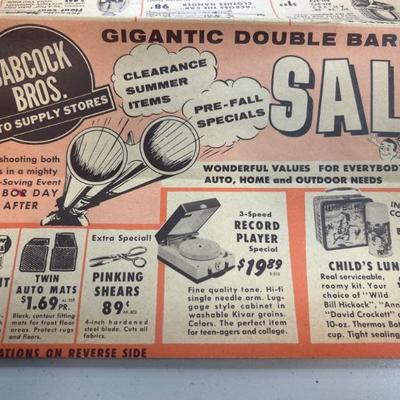 98
CLOTHES HANGER
GIGANTIC DOUBLE BAR
ABCOCK
BROS.
TO SUPPLY STORES
CLEARANCE
SUMMER
ITEMS
PRE-FALL
SPECIALS
SAL
shooting both
s in a mighty
-Saving Event
BOR DAY
AFTER
WONDERFUL VALUES FOR EVERYBODY
AUTO, HOME and OUTDOOR NEEDS
TWIN
AUTO MATS
$1.69 PR.
Black, contour fitting
mats for front floor
areas. Protect rugs
and floors.
Extra Special!
PINKING
SHEARS
89¢
4-inch hardened
steel blade. Cuts all
fabrics.
3-Speed
RECORD
PLAYER
Special
$19.89
Fine quality tone. Hi-fi
single needle arm. Lug-
gage style cabinet in
washable Kivar grains.
Colors. The perfect item
for teen-agers and college.
CHILD'S LUN
Real serviceable,
roomy kit. Your
choice of "Wild
Bill Hickock", "Ann
"David Crockett" an
10-oz. Thermos Bot
cup. Tight sealing
ATIONS ON REVERSE SIDE